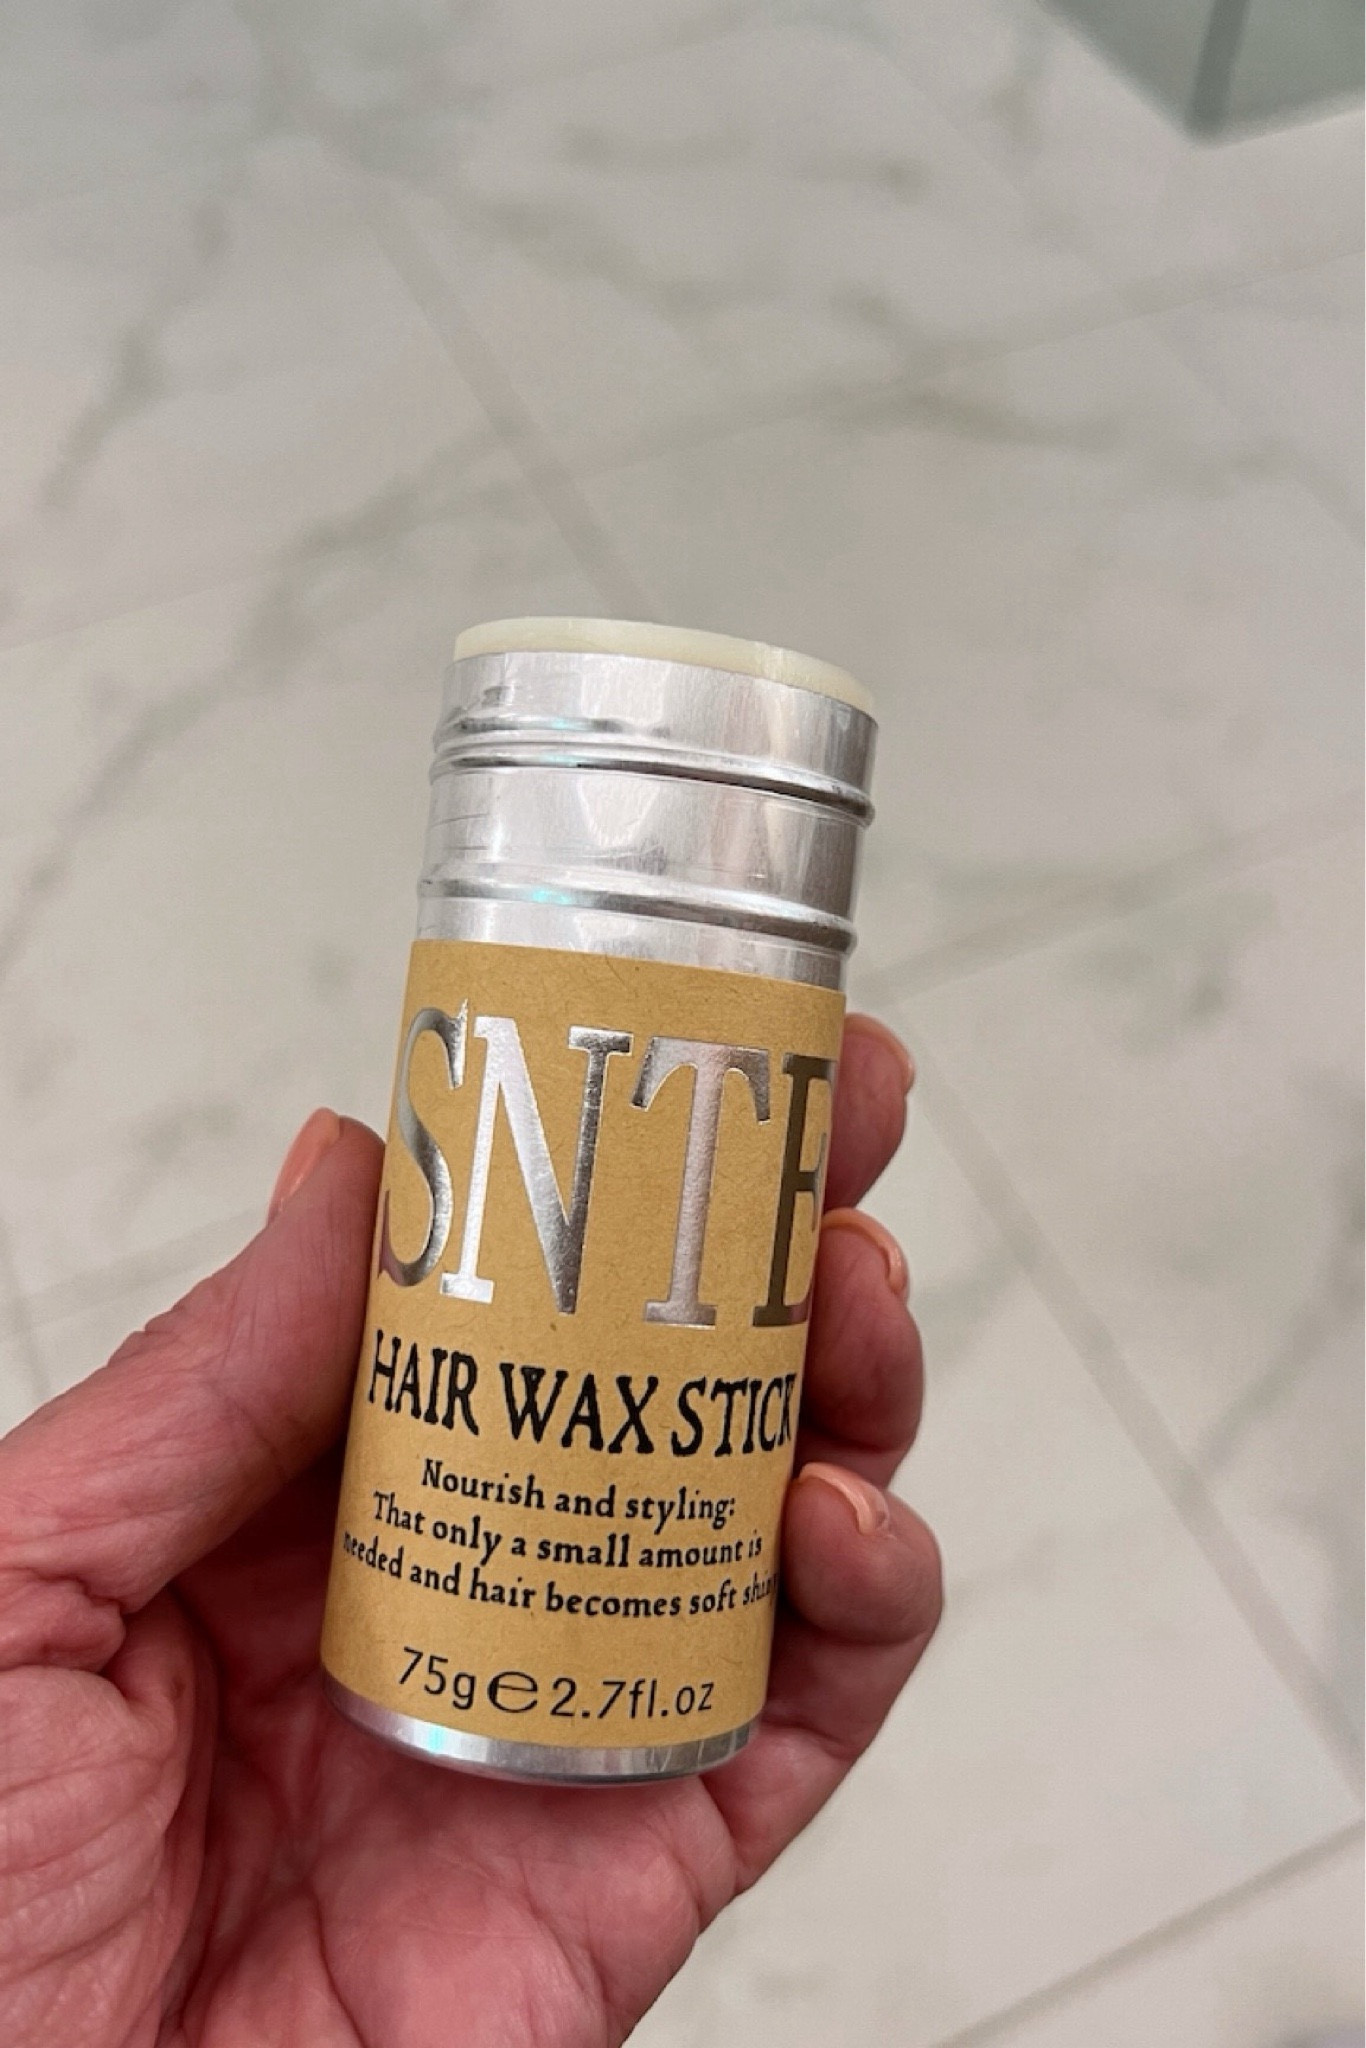 SNTE
HAIR WAX STICK
Nourish and styling:
That only a small amount is
needed and hair becomes soft
75g e 2.7fl.oz